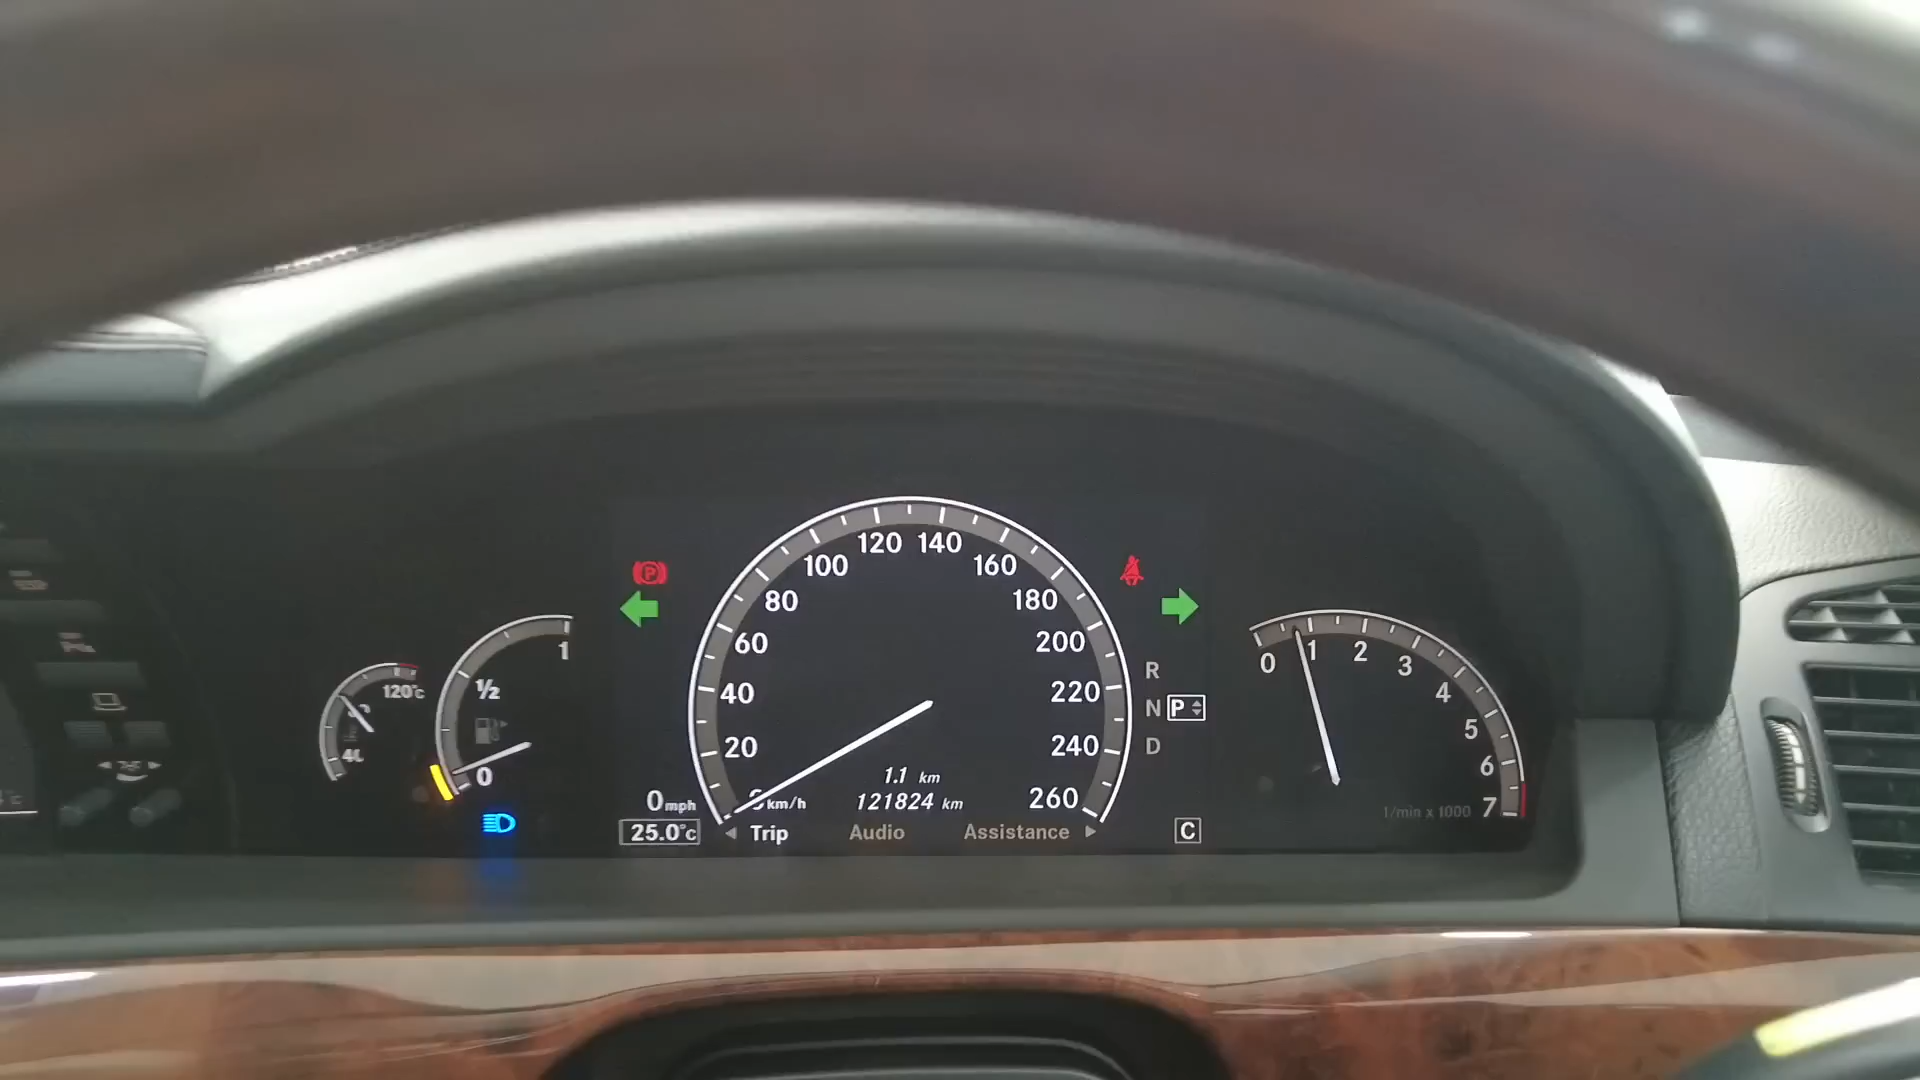 120 140
100 160
80 180
60 200
40 220
20 240
260
120°C
40
1
½
0
R
N P
D
0 1 2 3 4 5 6 7
1/min x 1000
1.1 km
0 mph km/h 121824 km
25.0°C Trip Audio Assistance C